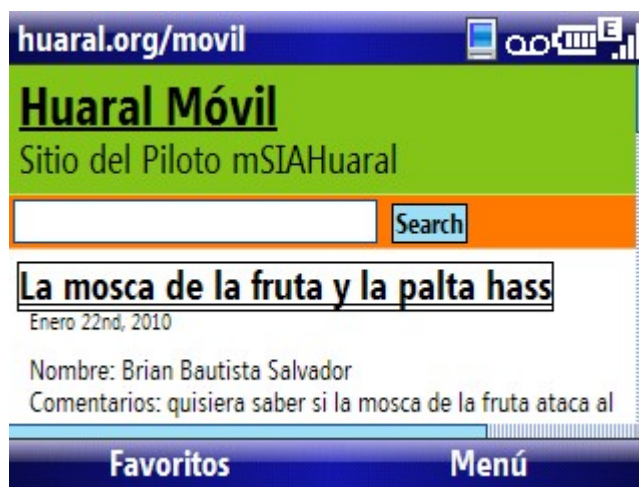 huaral.org/movil
E
Huaral Móvil
Sitio del Piloto mSIAHuaral
Search
La mosca de la fruta y la palta hass
Enero 22nd, 2010
Nombre: Brian Bautista Salvador
Comentarios: quisiera saber si la mosca de la fruta ataca al
Favoritos Menú